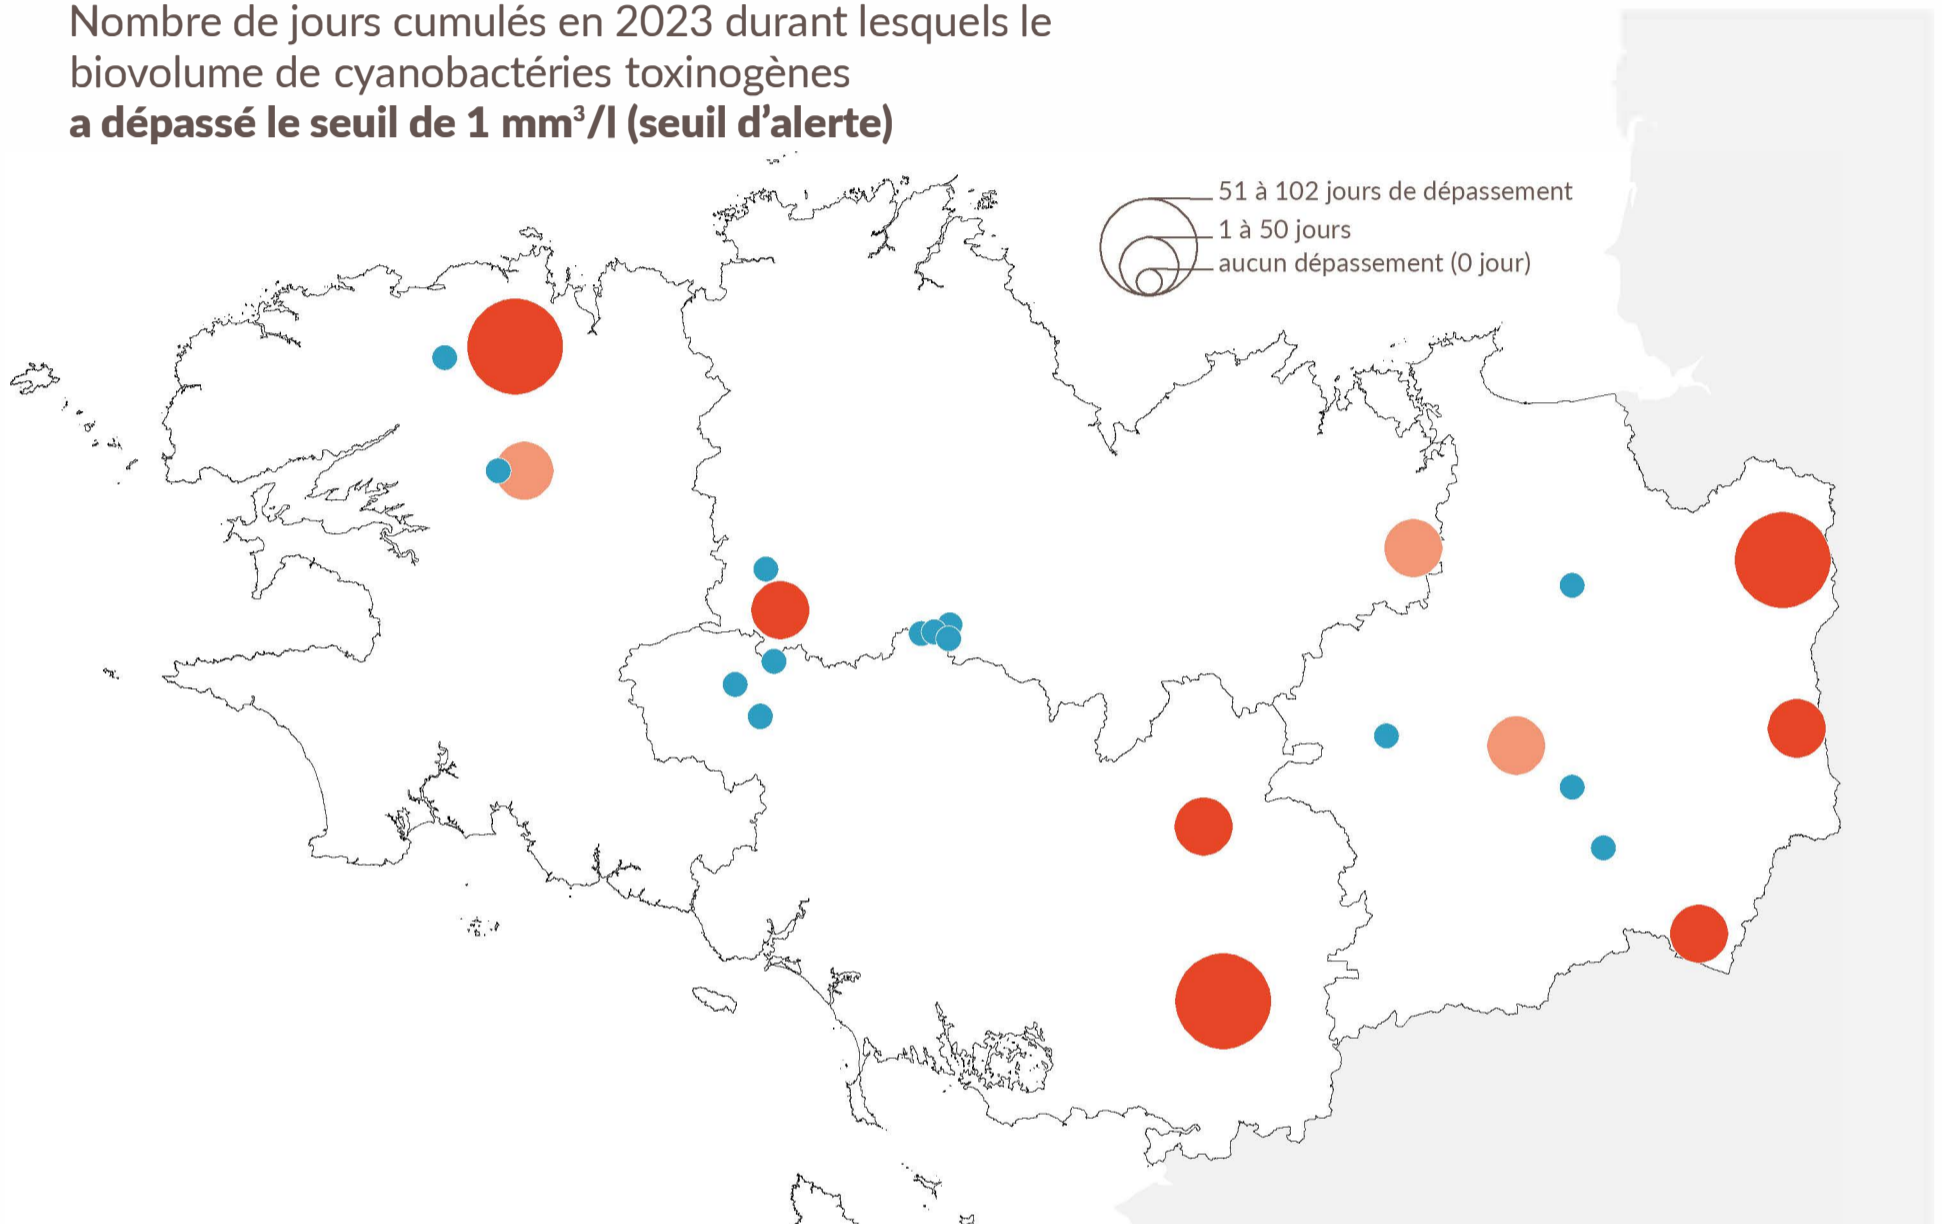 Nombre de jours cumulés en 2023 durant lesquels le
biovolume de cyanobactéries toxinogènes
a dépassé le seuil de 1 mm³/l (seuil d’alerte)
51 à 102 jours de dépassement
1 à 50 jours
aucun dépassement (0 jour)